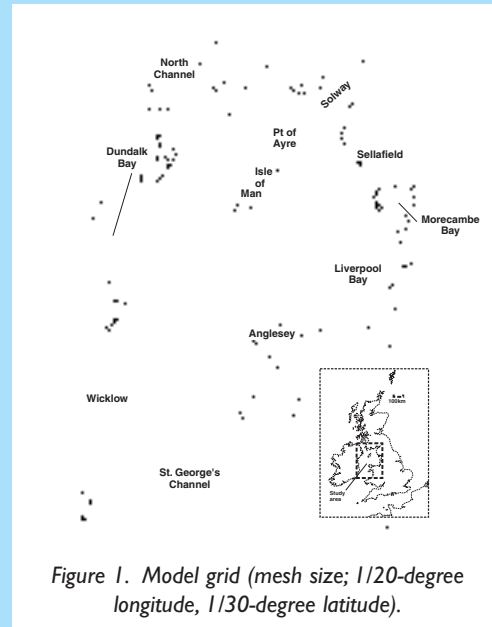 North
Channel
Solway
Pt of
Ayre
Dundalk
Bay
Sellafield
Isle
of
Man
Morecambe
Bay
Liverpool
Bay
Anglesey
Wicklow
100km
Study
area
St. George's
Channel
Figure 1. Model grid (mesh size; 1/20-degree
longitude, 1/30-degree latitude).